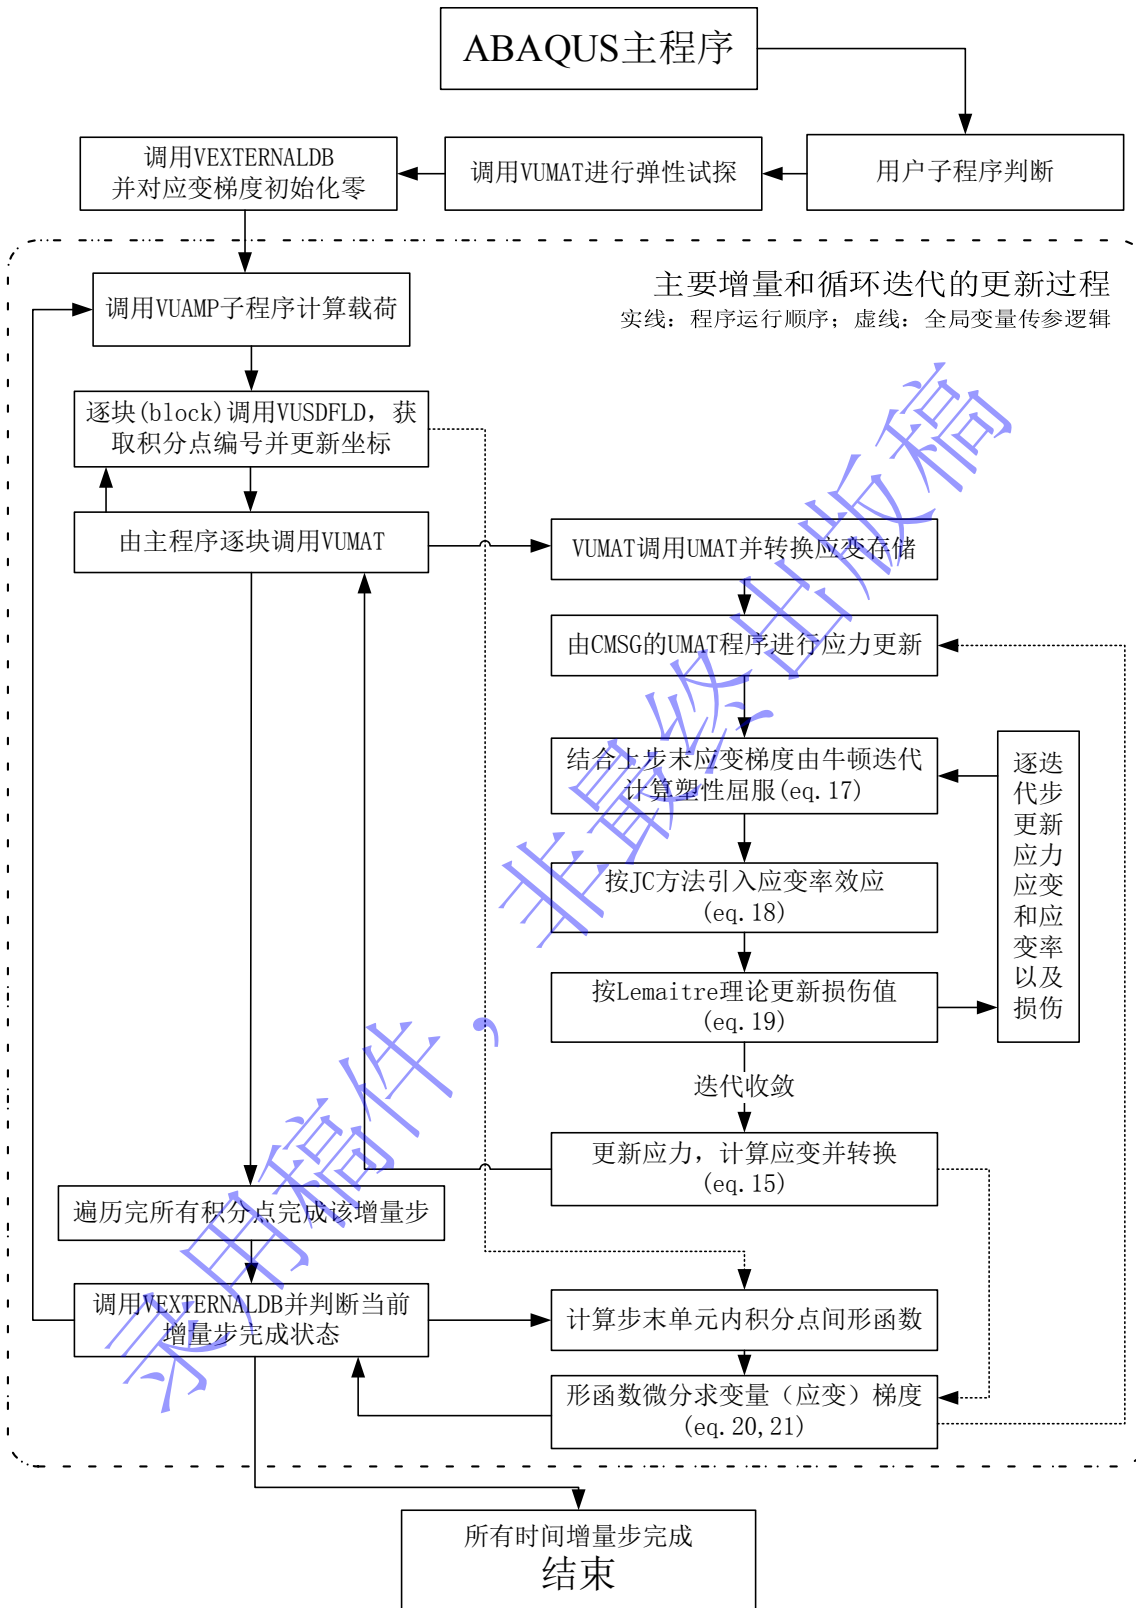 ABAQUS主程序
用户子程序判断
调用VUMAT进行弹性试探
调用VEXTERNALDB
并对应变梯度初始化零
主要增量和循环迭代的更新过程
实线：程序运行顺序；虚线：全局变量传参逻辑
调用VUAMP子程序计算载荷
逐块(block)调用VUSDFLD，获
取积分点编号并更新坐标
由主程序逐块调用VUMAT
VUMAT调用UMAT并转换应变存储
由CMSG的UMAT程序进行应力更新
结合上步末应变梯度由牛顿迭代
计算塑性屈服(eq.17)
逐迭
代步
更新
应力
应变
和应
变率
以及
损伤
按JC方法引入应变率效应
(eq.18)
按Lemaitre理论更新损伤值
(eq.19)
迭代收敛
更新应力，计算应变并转换
(eq.15)
遍历完所有积分点完成该增量步
调用VEXTERNALDB并判断当前
增量步完成状态
计算步末单元内积分点间形函数
形函数微分求变量（应变）梯度
(eq.20,21)
所有时间增量步完成
结束
录用稿件，非最终出版稿